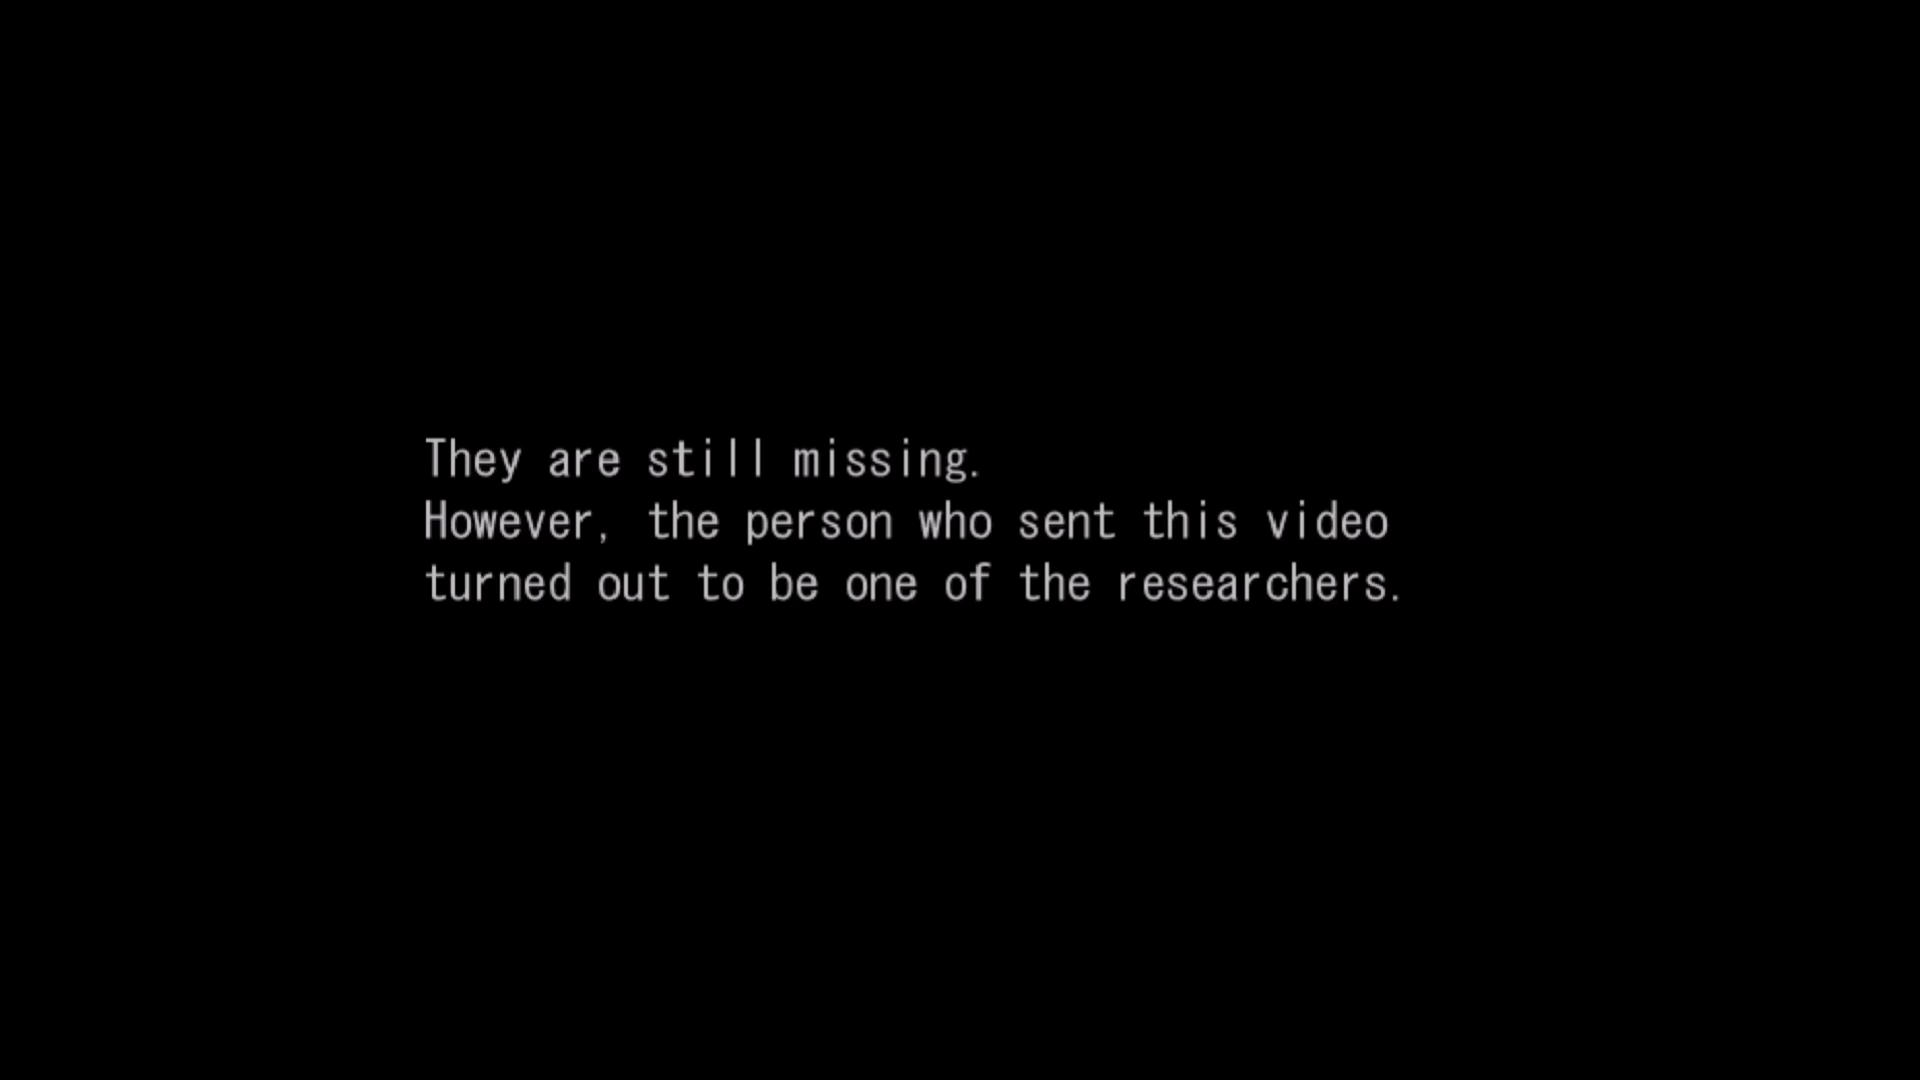 They are still missing.
However, the person who sent this video
turned out to be one of the researchers.